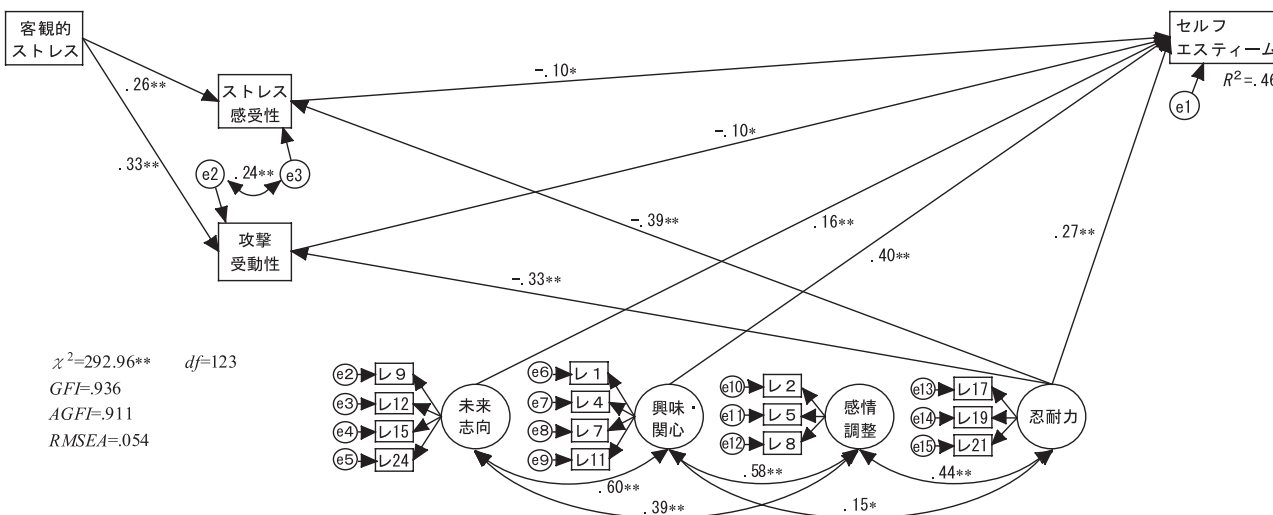 客観的
ストレス
セルフ
エスティーム
R²=.46
e1
.26**
ストレス
感受性
-.10*
-.10*
.33**
e2
.24**
e3
攻撃
受動性
-.39**
-.33**
.16**
.40**
.27**
χ²=292.96** df=123
GFI=.936
AGFI=.911
RMSEA=.054
e2
レ9
e3
レ12
e4
レ15
e5
レ24
未来
志向
e6
レ1
e7
レ4
e8
レ7
e9
レ11
興味・
関心
e10
レ2
e11
レ5
e12
レ8
感情
調整
e13
レ17
e14
レ19
e15
レ21
忍耐力
.60**
.58**
.44**
.39**
.15*